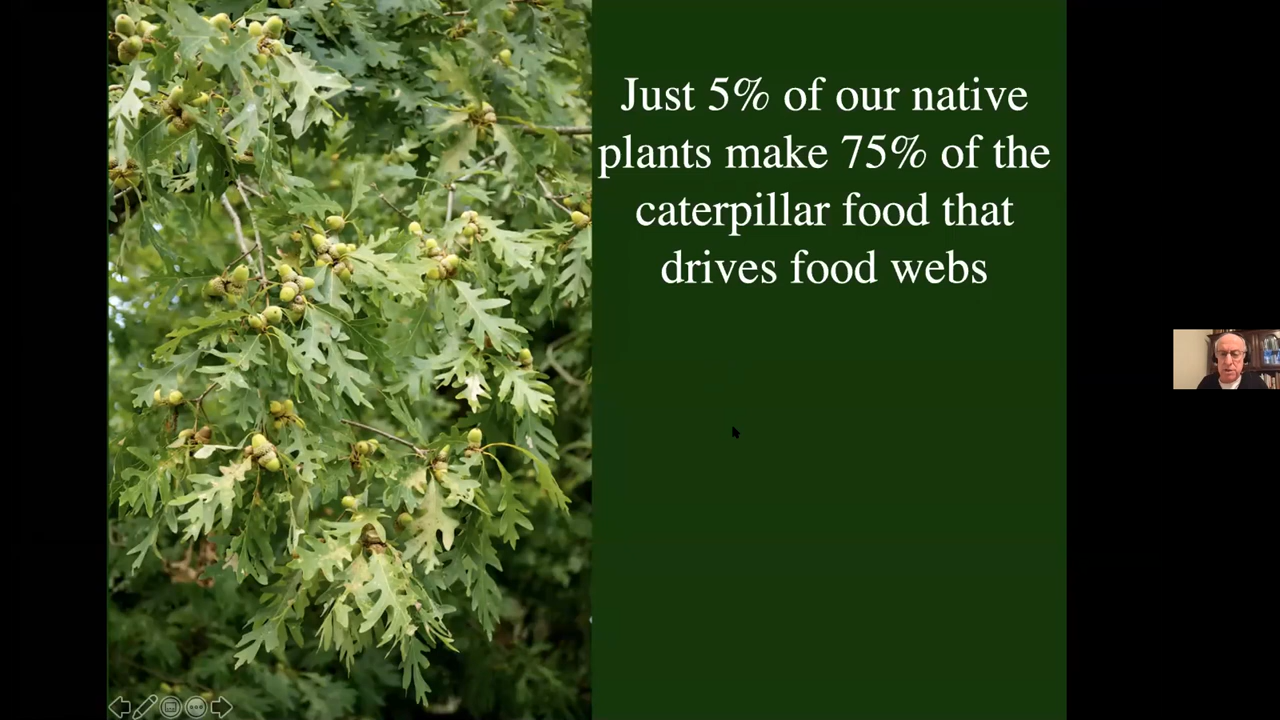 Just 5% of our native
plants make 75% of the
caterpillar food that
drives food webs